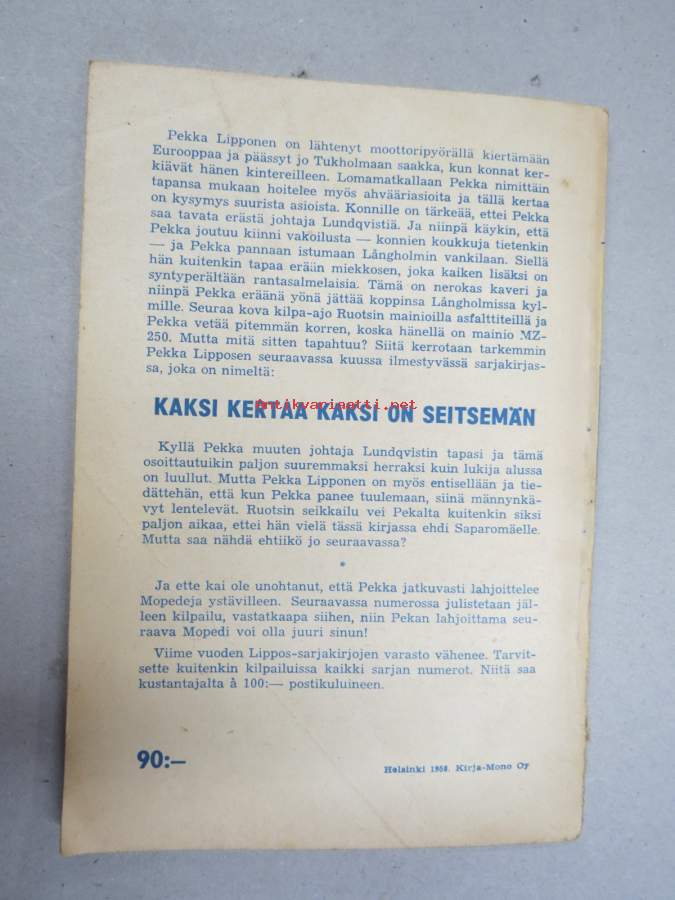 Pekka Lipponen on lähtenyt moottoripyörällä kiertämään
Eurooppaa ja päässyt jo Tukholmaan saakka, kun konnat ker-
kiävät hänen kintereilleen. Lomamatkallaan Pekka nimittäin
tapansa mukaan hoitelee myös ahvääriasioita ja tällä kertaa
on kysymys suurista asioista. Konnille on tärkeää, ettei Pekka
saa tavata erästä johtaja Lundqvistiä. Ja niinpä käykin, että
Pekka joutuu kiinni vakoilusta — konnien koukkuja tietenkin
— ja Pekka pannaan istumaan Långholmin vankilaan. Siellä
hän kuitenkin tapaa erään miekkosen, joka kaiken lisäksi on
syntyperältään rantasalmelaisia. Tämä on nerokas kaveri ja
niinpä Pekka eräänä yönä jättää koppinsa Långholmissa kyl-
mille. Seuraa kova kilpa-ajo Ruotsin mainioilla asfalttiteillä ja
Pekka vetää pitemmän korren, koska hänellä on mainio MZ-
250. Mutta mitä sitten tapahtuu? Siitä kerrotaan tarkemmin
Pekka Lipposen seuraavassa kuussa ilmestyvässä sarjakirjas-
sa, joka on nimeltä:
KAKSI KERTAA KAKSI ON SEITSEMÄN
antikvariaatti.net
Kyllä Pekka muuten johtaja Lundqvistin tapasi ja tämä
osoittautuikin paljon suuremmaksi herraksi kuin lukija alussa
on luullut. Mutta Pekka Lipponen on myös entisellään ja tie-
dättehän, että kun Pekka panee tuulemaan, siinä männynkä-
vyt lentelevät. Ruotsin seikkailu vei Pekalta kuitenkin siksi
paljon aikaa, ettei hän vielä tässä kirjassa ehdi Saparomäelle.
Mutta saa nähdä ehtiikö jo seuraavassa?
*
Ja ette kai ole unohtanut, että Pekka jatkuvasti lahjoittelee
Mopedeja ystävilleen. Seuraavassa numerossa julistetaan jäl-
leen kilpailu, vastatkaapa siihen, niin Pekan lahjoittama seu-
raava Mopedi voi olla juuri sinun!
Viime vuoden Lippos-sarjakirjojen varasto vähenee. Tarvit-
sette kuitenkin kilpailuissa kaikki sarjan numerot. Niitä saa
kustantajalta å 100:— postikuluineen.
90:—
Helsinki 1958. Kirja-Mono Oy